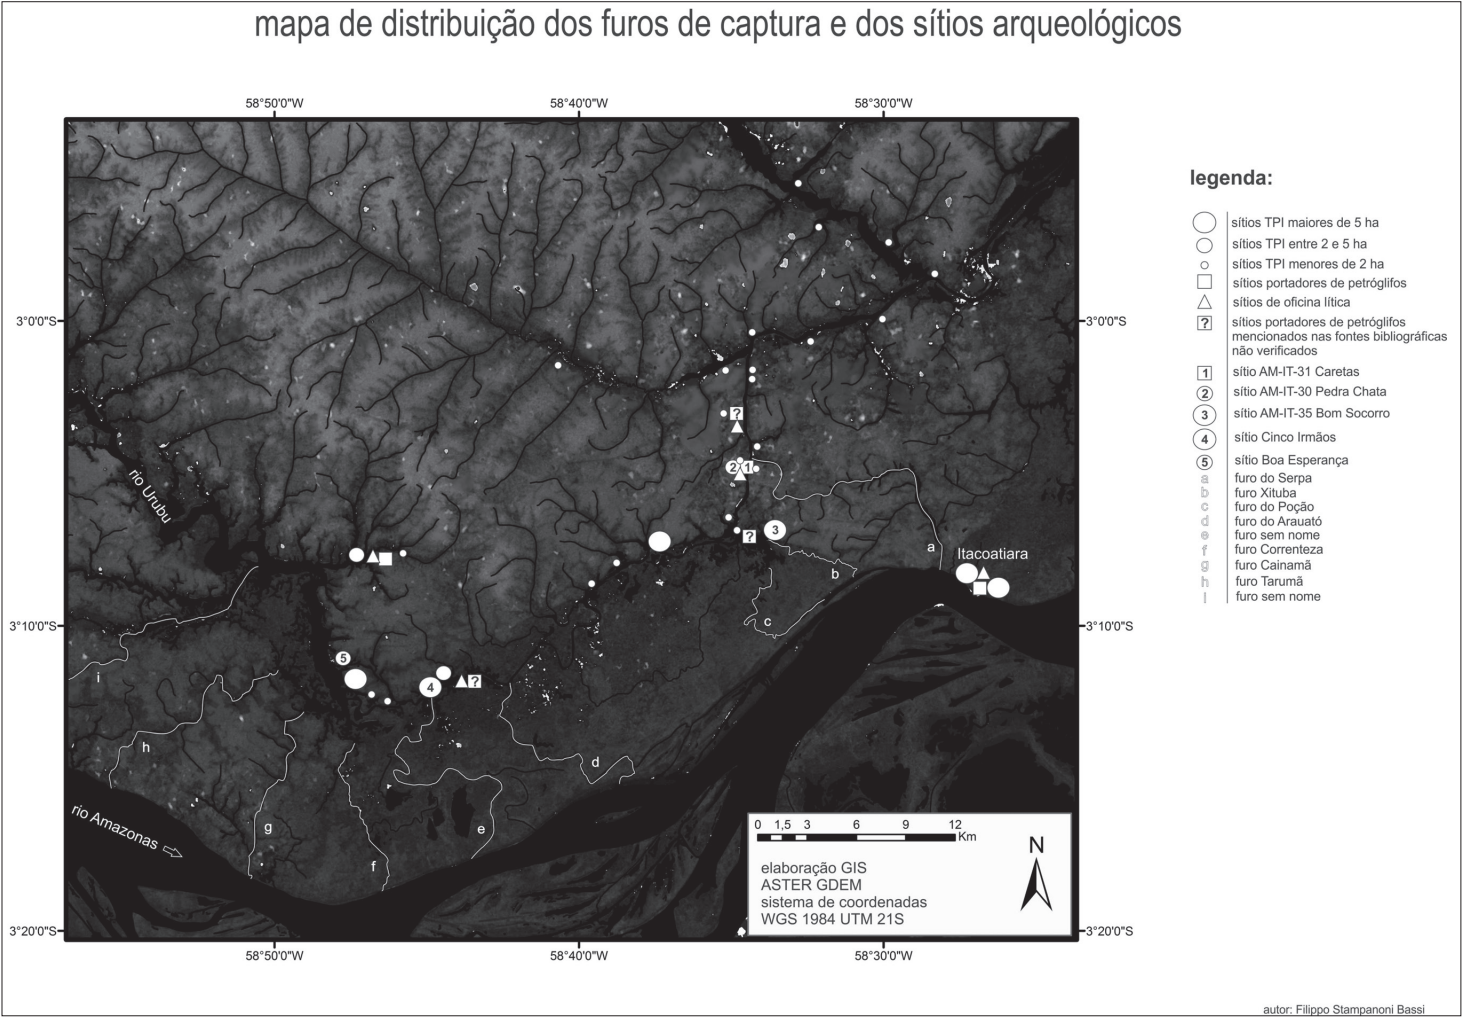 mapa de distribuição dos furos de captura e dos sítios arqueológicos
58°50'0"W 58°40'0"W 58°30'0"W
3°0'0"S 3°0'0"S
3°10'0"S 3°10'0"S
3°20'0"S 3°20'0"S
58°50'0"W 58°40'0"W 58°30'0"W
rio Urubu
rio Amazonas
Itacoatiara
?
2 1
? 3
5
4 ?
a
b
c
d
e
f
g
h
i
0 1,5 3 6 9 12
Km
elaboração GIS
ASTER GDEM
sistema de coordenadas
WGS 1984 UTM 21S
N
legenda:
sítios TPI maiores de 5 ha
sítios TPI entre 2 e 5 ha
sítios TPI menores de 2 ha
sítios portadores de petróglifos
sítios de oficina lítica
? sítios portadores de petróglifos
mencionados nas fontes bibliográficas
não verificados
1 sítio AM-IT-31 Caretas
2 sítio AM-IT-30 Pedra Chata
3 sítio AM-IT-35 Bom Socorro
4 sítio Cinco Irmãos
5 sítio Boa Esperança
a furo do Serpa
b furo Xituba
c furo do Poção
d furo do Arauató
e furo sem nome
f furo Correnteza
g furo Cainamã
h furo Tarumã
i furo sem nome
autor: Filippo Stampanoni Bassi